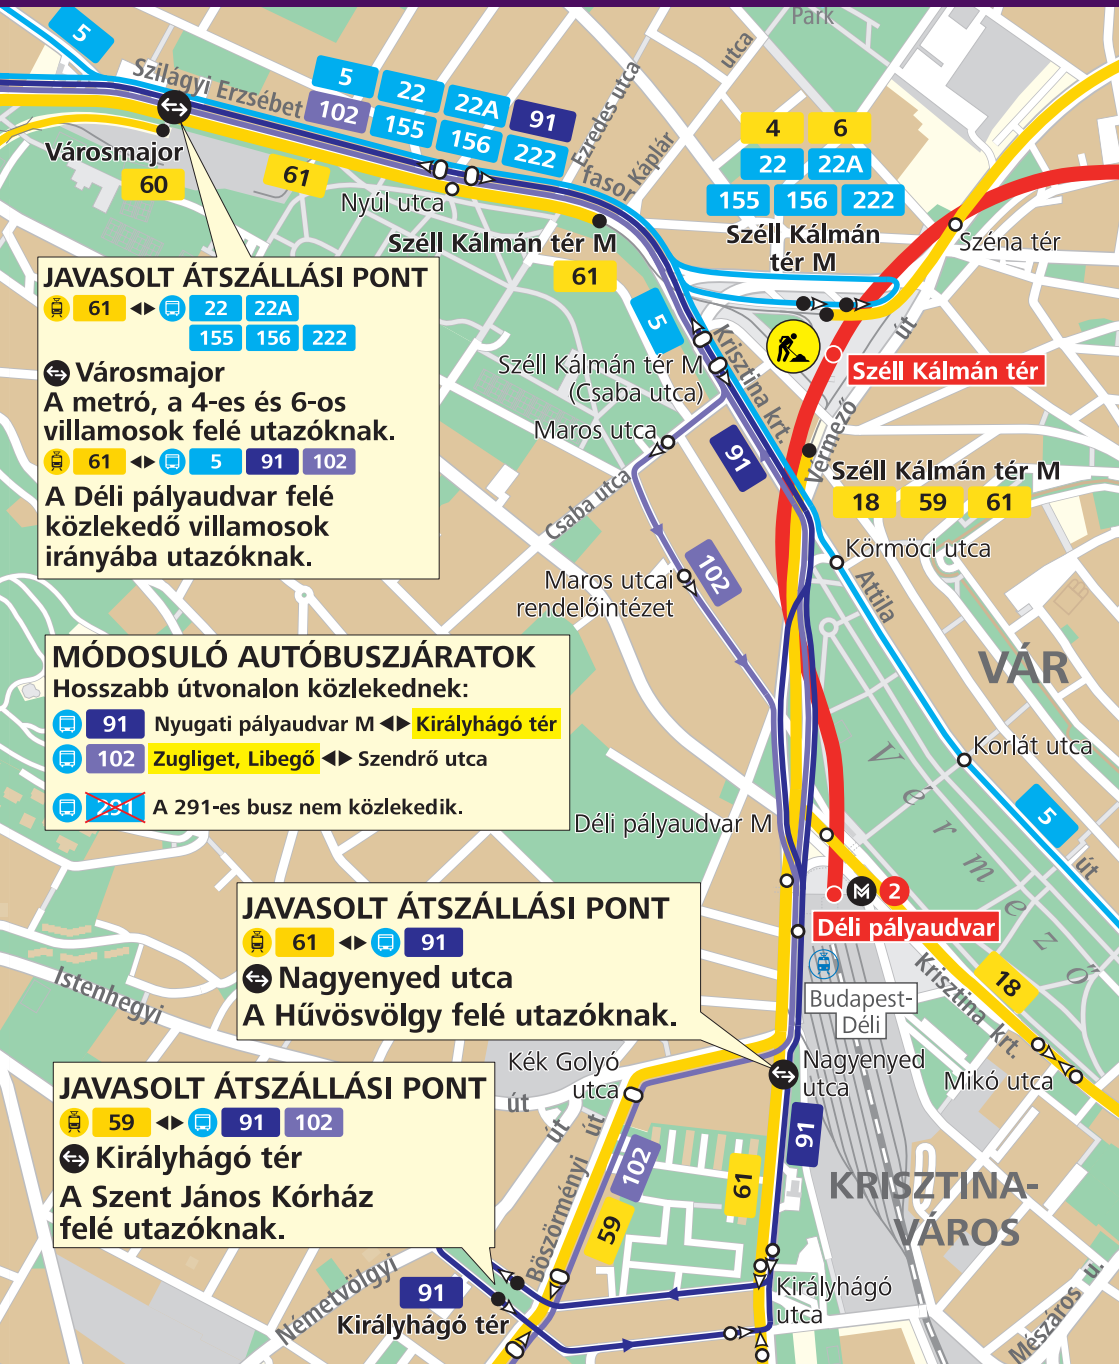 Park
5
Szilágyi Erzsébet
fasor
5 22 22A 91
102 155 156 222
Ezredes utca
utca
Káplár
4 6
22 22A
155 156 222
Széll Kálmán
tér M
Városmajor
60
61
Nyúl utca
Széll Kálmán tér M
61
Széna tér
út
JAVASOLT ÁTSZÁLLÁSI PONT
61 22 22A
155 156 222
Városmajor
A metró, a 4-es és 6-os
villamosok felé utazóknak.
61 5 91 102
A Déli pályaudvar felé
közlekedő villamosok
irányába utazóknak.
5
Krisztina krt.
Széll Kálmán tér
Széll Kálmán tér M
(Csaba utca)
Maros utca
91
Vérmező
Széll Kálmán tér M
18 59 61
Csaba utca
Körmöci utca
Attila
102
Maros utcai
rendelőintézet
VÁR
MÓDOSULÓ AUTÓBUSZJÁRATOK
Hosszabb útvonalon közlekednek:
91 Nyugati pályaudvar M Királyhágó tér
102 Zugliget, Libegő Szendrő utca
291 A 291-es busz nem közlekedik.
Korlát utca
Vérmező
5
út
Déli pályaudvar M
M 2
Déli pályaudvar
JAVASOLT ÁTSZÁLLÁSI PONT
61 91
Nagyenyed utca
A Hűvösvölgy felé utazóknak.
Istenhegyi
út
Krisztina krt.
18
Budapest-
Déli
Kék Golyó
utca
Nagyenyed
utca
Mikó utca
JAVASOLT ÁTSZÁLLÁSI PONT
59 91 102
Királyhágó tér
A Szent János Kórház
felé utazóknak.
út
Böszörményi út
102
59
61
91
KRISZTINA-
VÁROS
Németvölgyi
91
Királyhágó tér
Királyhágó
utca
Mészáros u.